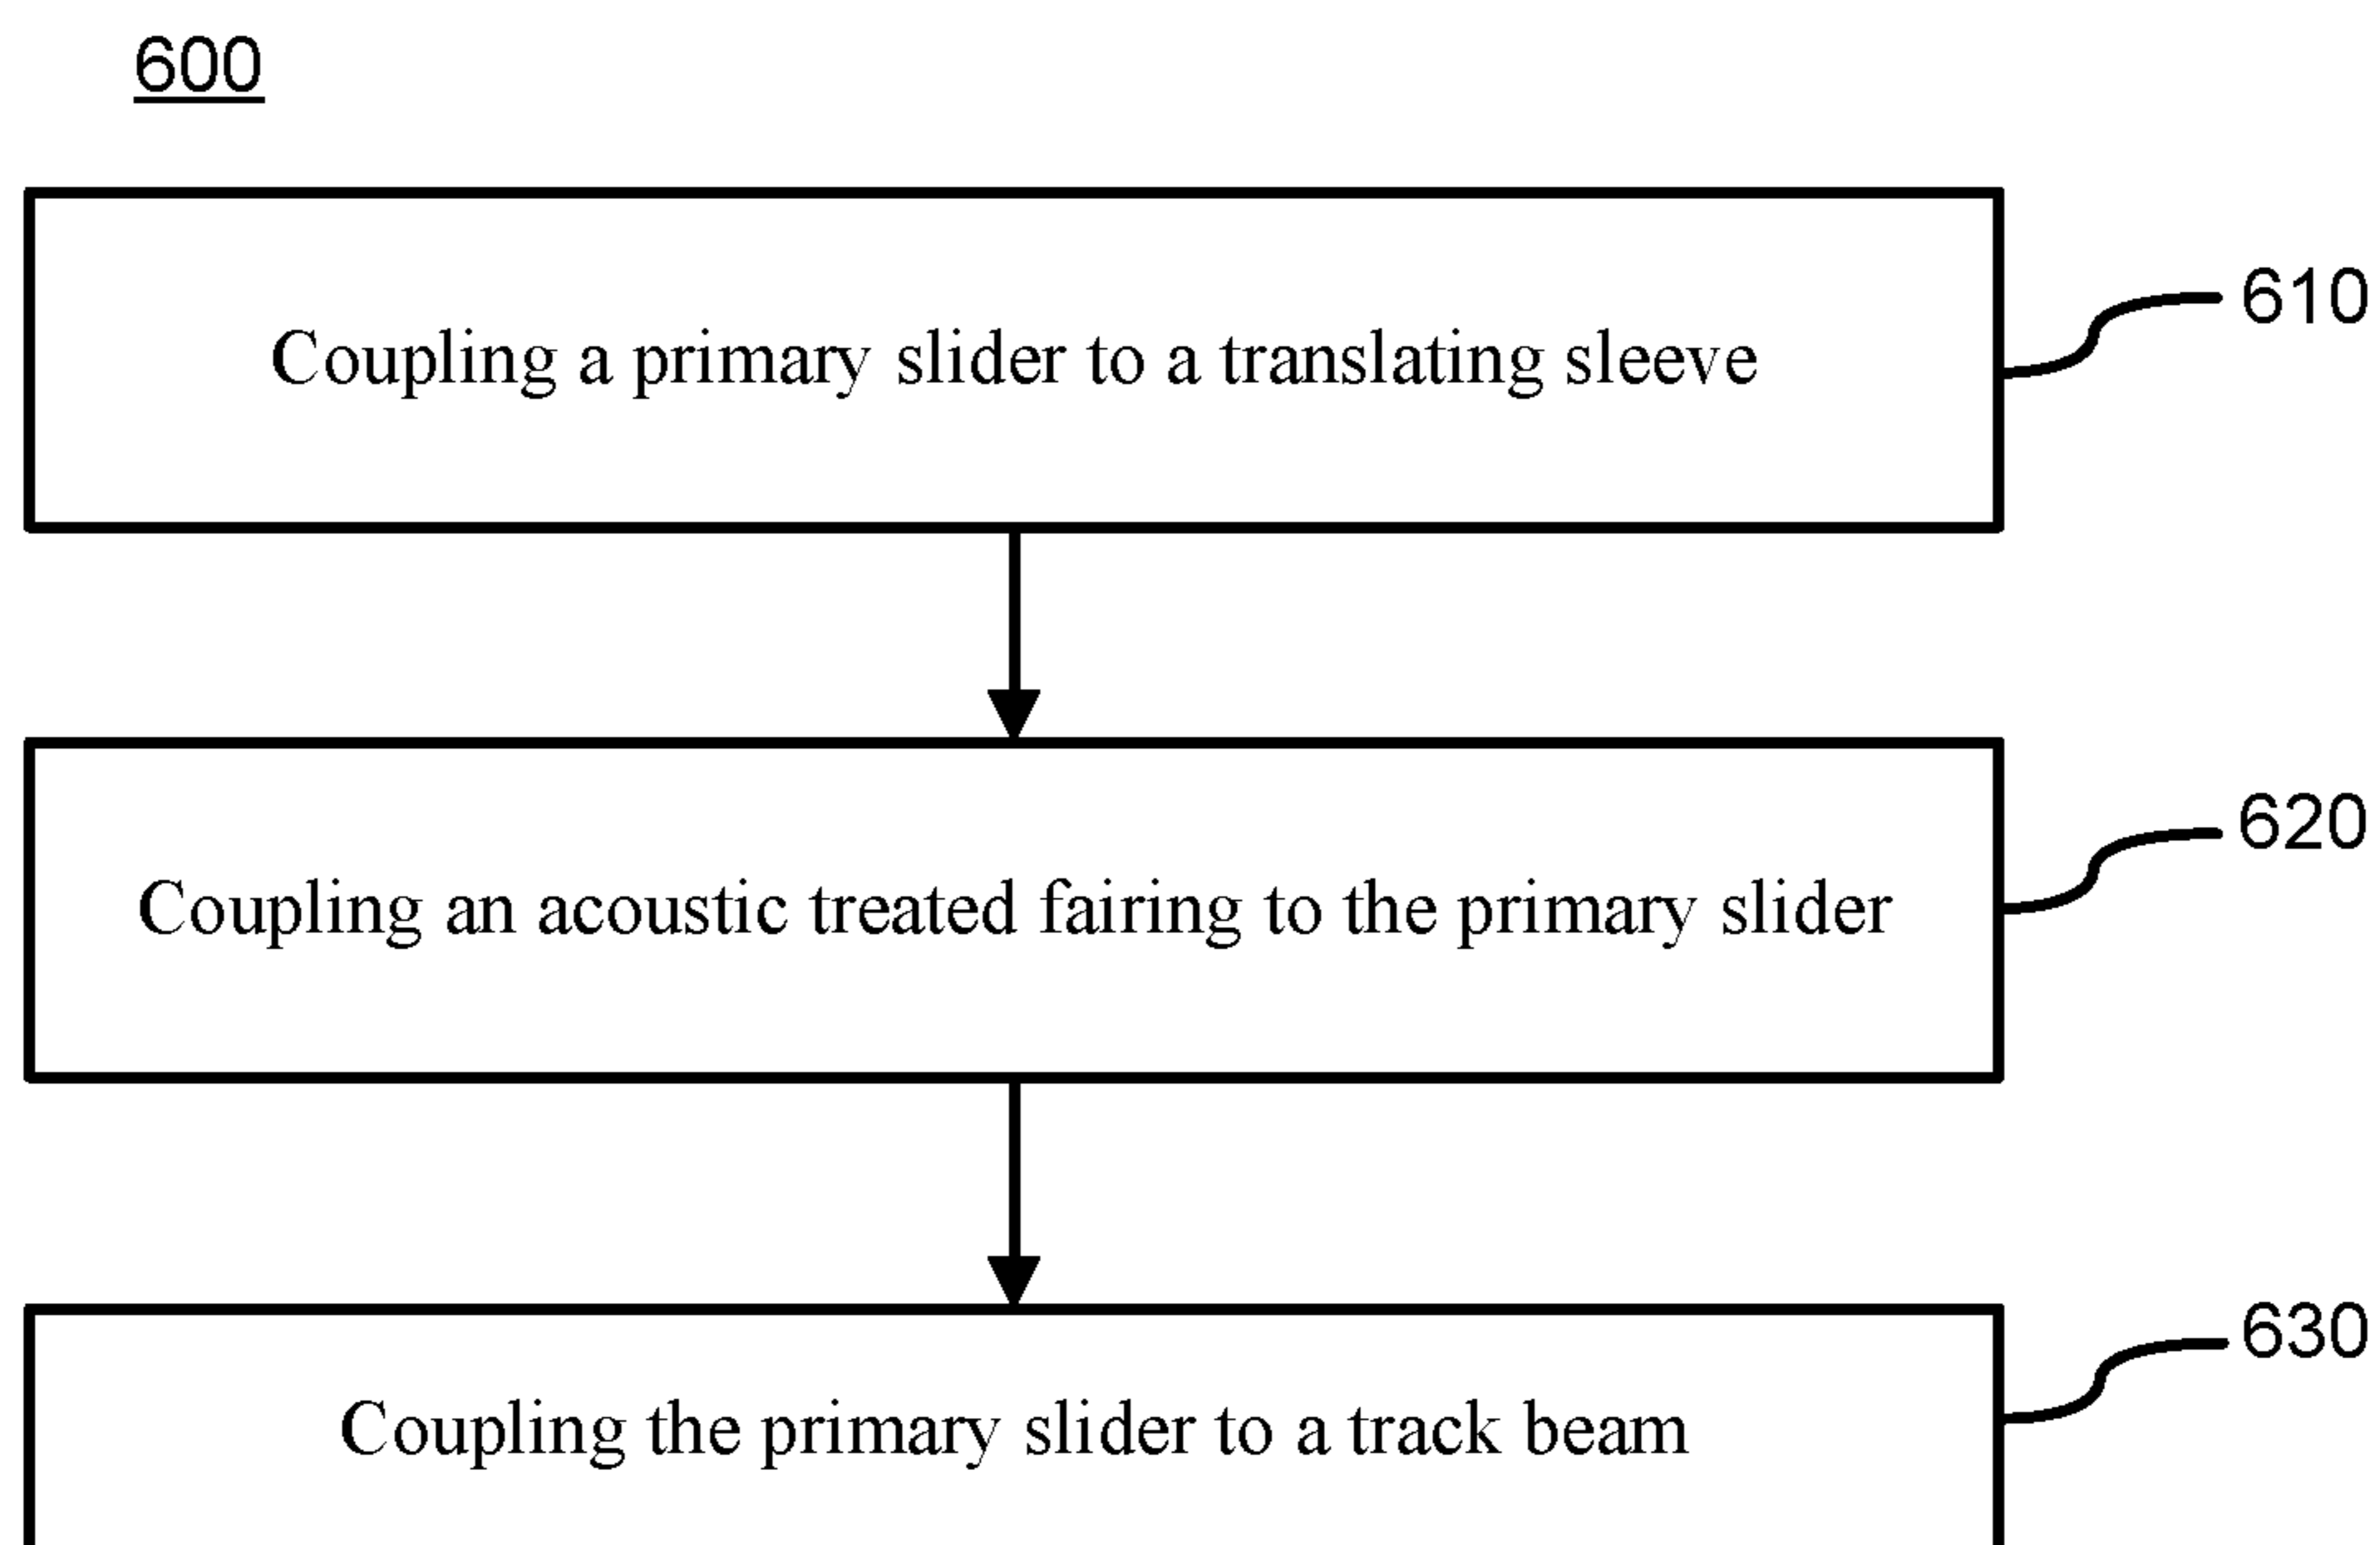 600
Coupling a primary slider to a translating sleeve
610
Coupling an acoustic treated fairing to the primary slider
620
Coupling the primary slider to a track beam
630